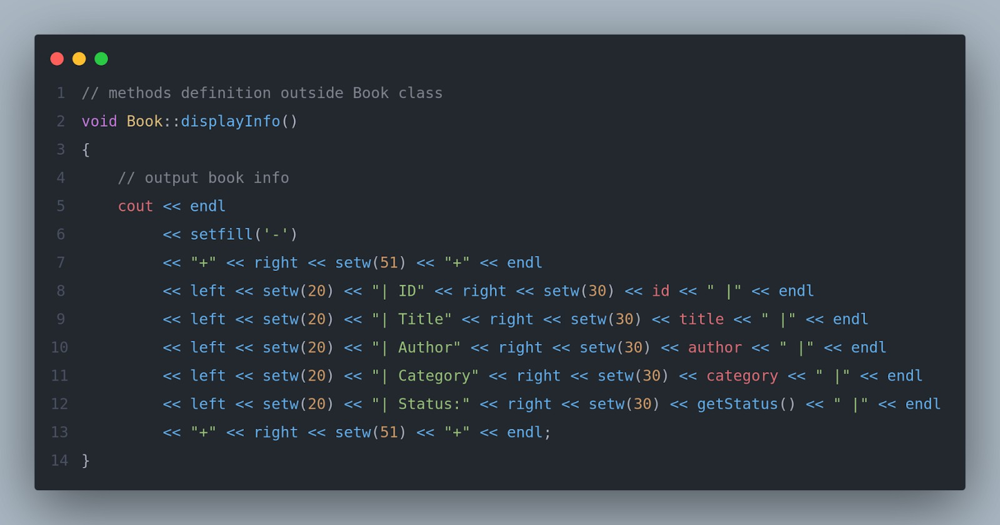 1 // methods definition outside Book class
2 void Book::displayInfo()
3 {
4     // output book info
5     cout << endl
6          << setfill('-')
7          << "+" << right << setw(51) << "+" << endl
8          << left << setw(20) << "| ID" << right << setw(30) << id << " |" << endl
9          << left << setw(20) << "| Title" << right << setw(30) << title << " |" << endl
10          << left << setw(20) << "| Author" << right << setw(30) << author << " |" << endl
11          << left << setw(20) << "| Category" << right << setw(30) << category << " |" << endl
12          << left << setw(20) << "| Status:" << right << setw(30) << getStatus() << " |" << endl
13          << "+" << right << setw(51) << "+" << endl;
14 }